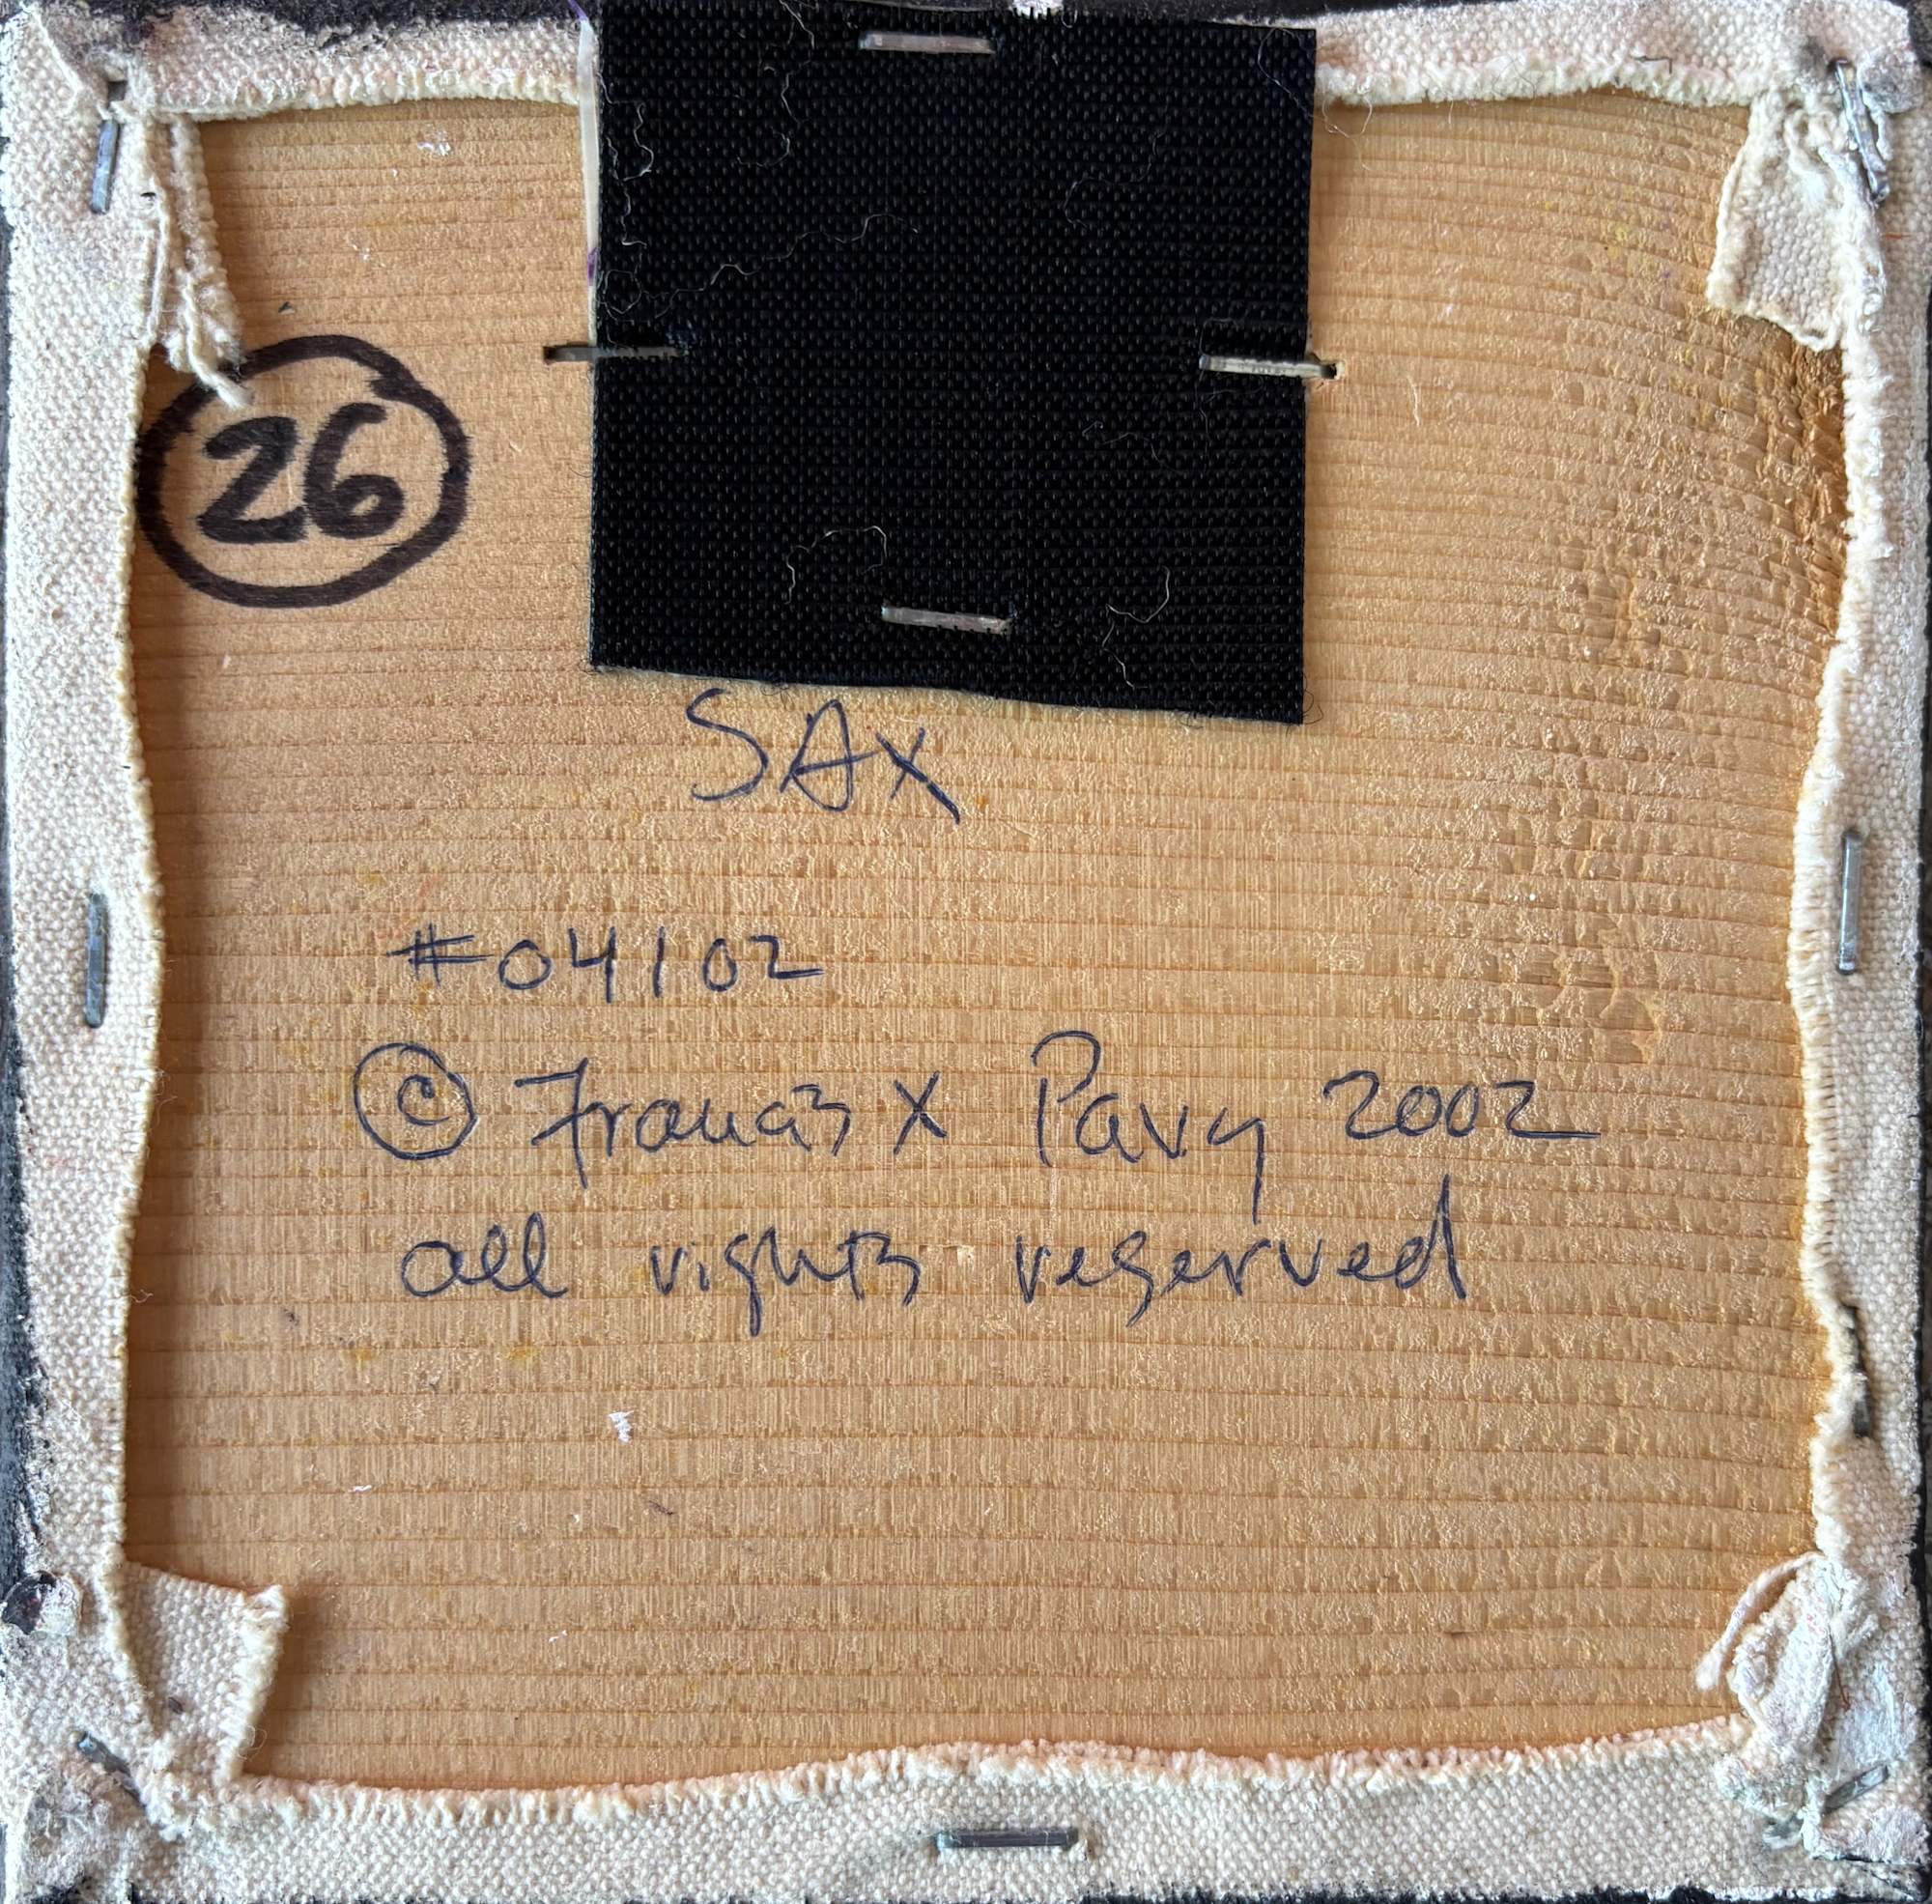 26
SAX
#04102
© Francis X Pavy 2002
all rights reserved